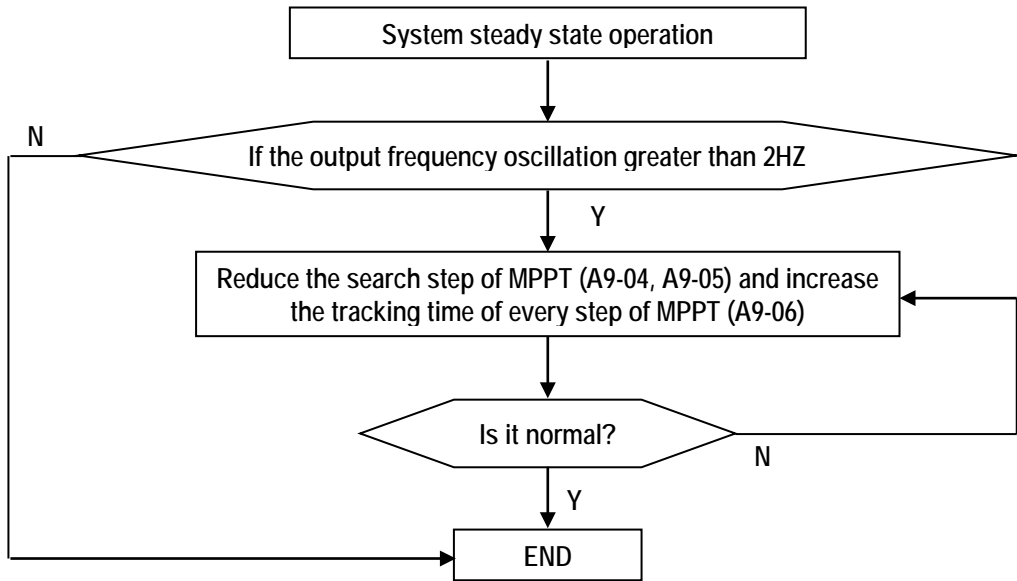 System steady state operation
N
If the output frequency oscillation greater than 2HZ
Y
Reduce the search step of MPPT (A9-04, A9-05) and increase
the tracking time of every step of MPPT (A9-06)
Is it normal?
N
Y
END